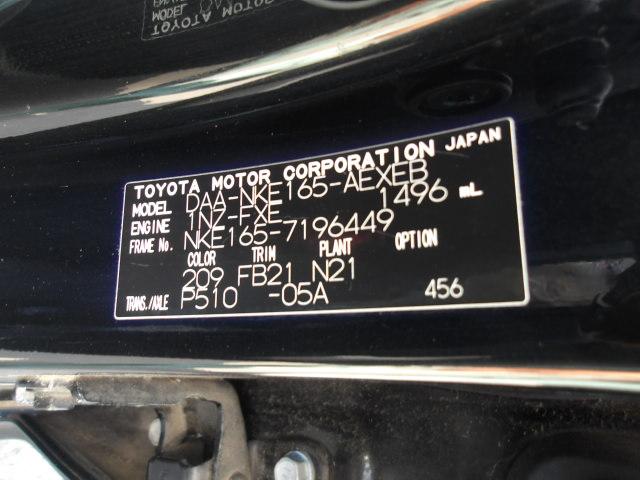 TOYOTA MOTOR CORPORATION JAPAN
MODEL DAA-NKE165-AEXEB
ENGINE 1NZ-FXE 1496 mL
FRAME No. NKE165-7196449
COLOR TRIM PLANT OPTION
209 FB21 N21
TRANS./AXLE P510 -05A 456